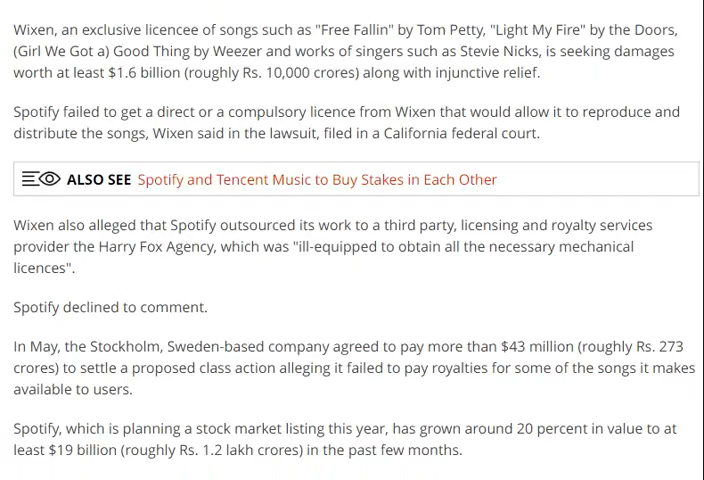 Wixen, an exclusive licencee of songs such as "Free Fallin" by Tom Petty, "Light My Fire" by the Doors,
(Girl We Got a) Good Thing by Weezer and works of singers such as Stevie Nicks, is seeking damages
worth at least $1.6 billion (roughly Rs. 10,000 crores) along with injunctive relief.
Spotify failed to get a direct or a compulsory licence from Wixen that would allow it to reproduce and
distribute the songs, Wixen said in the lawsuit, filed in a California federal court.
ALSO SEE Spotify and Tencent Music to Buy Stakes in Each Other
Wixen also alleged that Spotify outsourced its work to a third party, licensing and royalty services
provider the Harry Fox Agency, which was "ill-equipped to obtain all the necessary mechanical
licences".
Spotify declined to comment.
In May, the Stockholm, Sweden-based company agreed to pay more than $43 million (roughly Rs. 273
crores) to settle a proposed class action alleging it failed to pay royalties for some of the songs it makes
available to users.
Spotify, which is planning a stock market listing this year, has grown around 20 percent in value to at
least $19 billion (roughly Rs. 1.2 lakh crores) in the past few months.